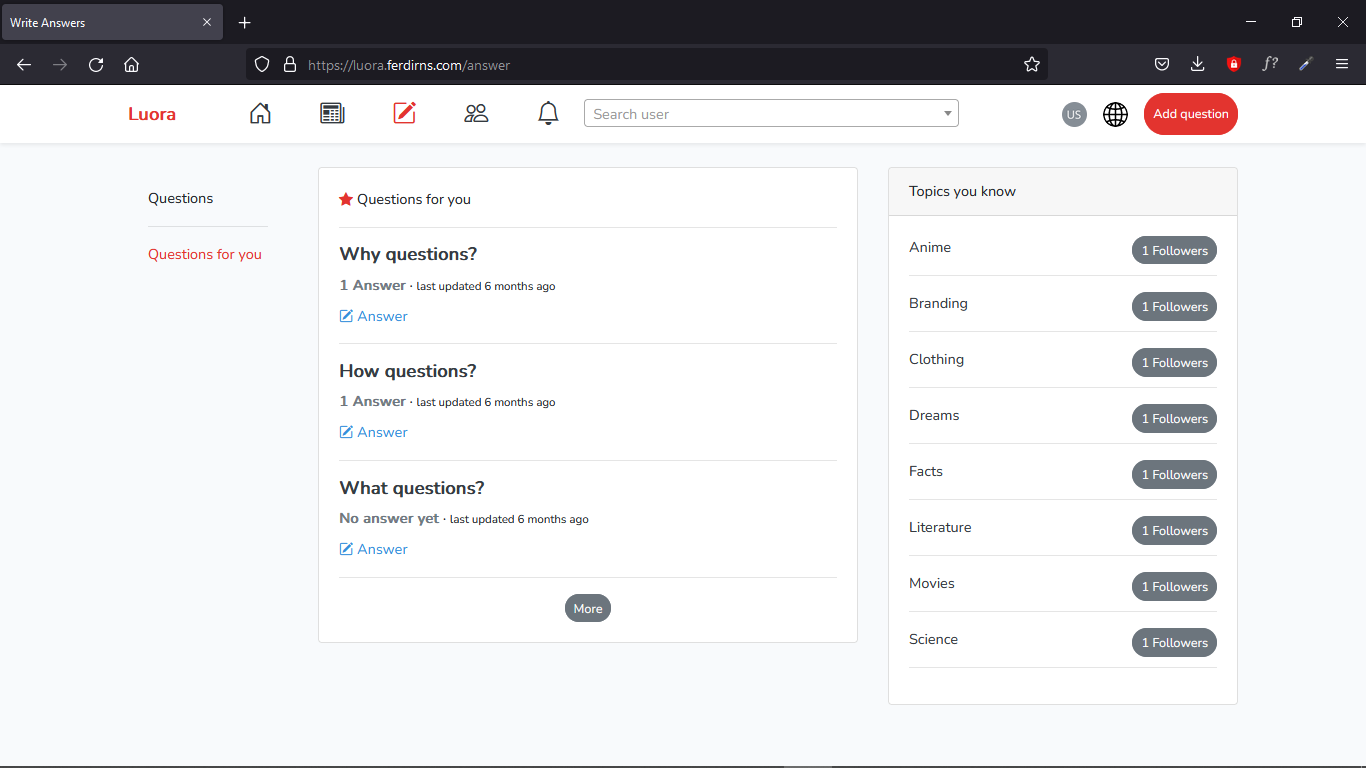 Write Answers
https://luora.ferdirns.com/answer
Luora
Search user
US
Add question
Questions
Questions for you
Questions for you
Why questions?
1 Answer · last updated 6 months ago
Answer
How questions?
1 Answer · last updated 6 months ago
Answer
What questions?
No answer yet · last updated 6 months ago
Answer
More
Topics you know
Anime 1 Followers
Branding 1 Followers
Clothing 1 Followers
Dreams 1 Followers
Facts 1 Followers
Literature 1 Followers
Movies 1 Followers
Science 1 Followers